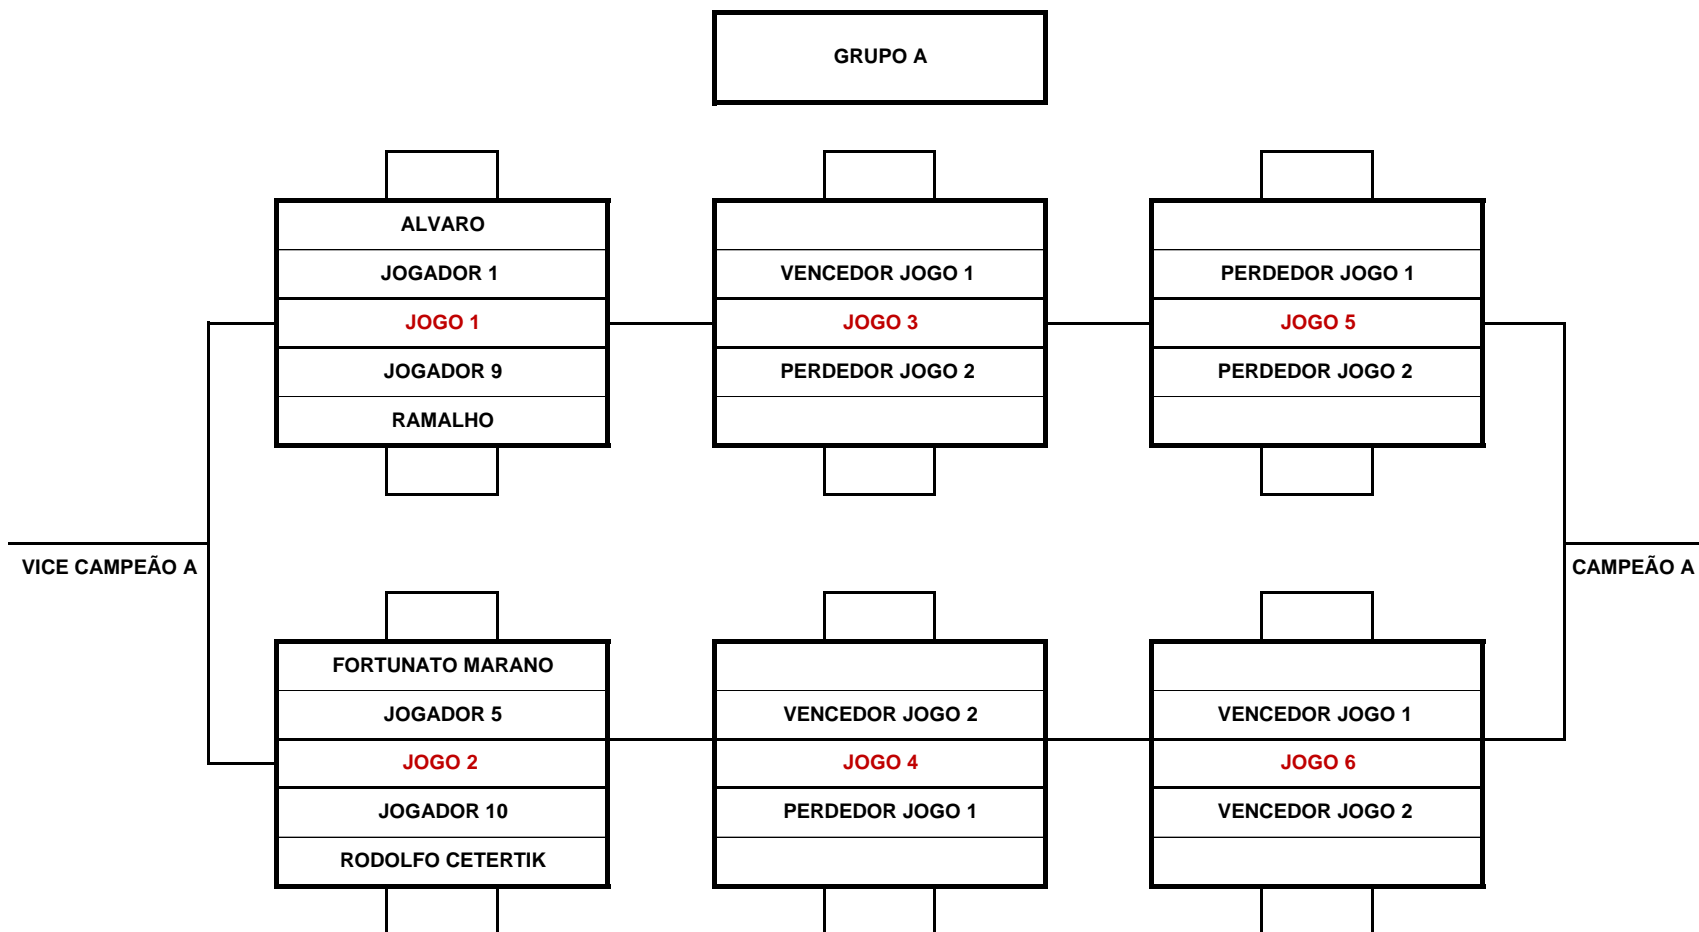 GRUPO A
ALVARO
JOGADOR 1
VENCEDOR JOGO 1
PERDEDOR JOGO 1
JOGO 1
JOGO 3
JOGO 5
JOGADOR 9
PERDEDOR JOGO 2
PERDEDOR JOGO 2
RAMALHO
VICE CAMPEÃO A
CAMPEÃO A
FORTUNATO MARANO
JOGADOR 5
VENCEDOR JOGO 2
VENCEDOR JOGO 1
JOGO 2
JOGO 4
JOGO 6
JOGADOR 10
PERDEDOR JOGO 1
VENCEDOR JOGO 2
RODOLFO CETERTIK